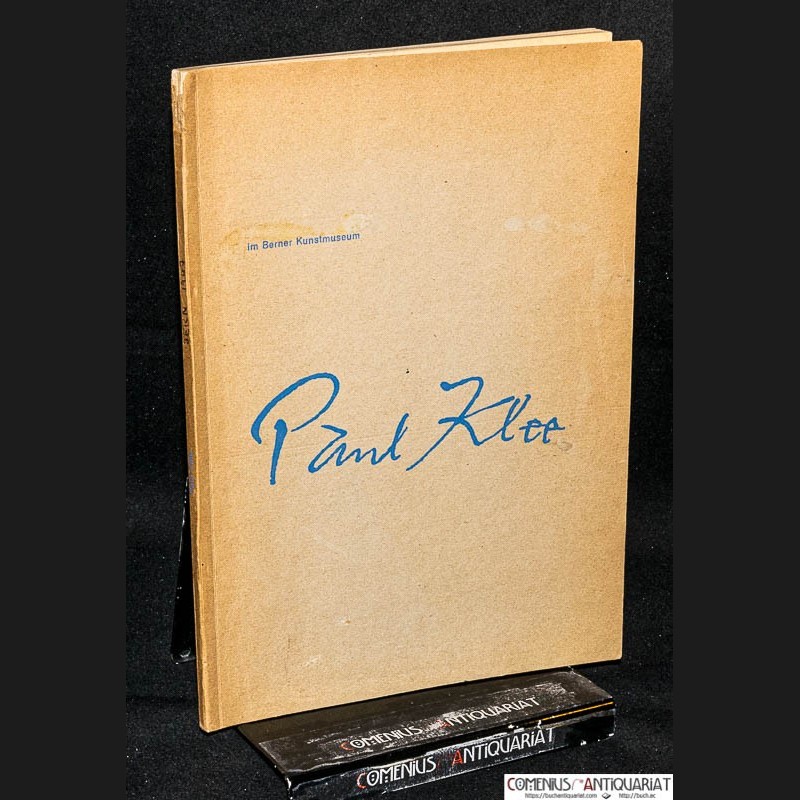 im Berner Kunstmuseum
Paul Klee
COMENIUS ANTIQUARIAT
COMENIUS ANTIQUARIAT
COMENIUS ANTIQUARIAT
https://buchantiquariat.com http://buch.ac